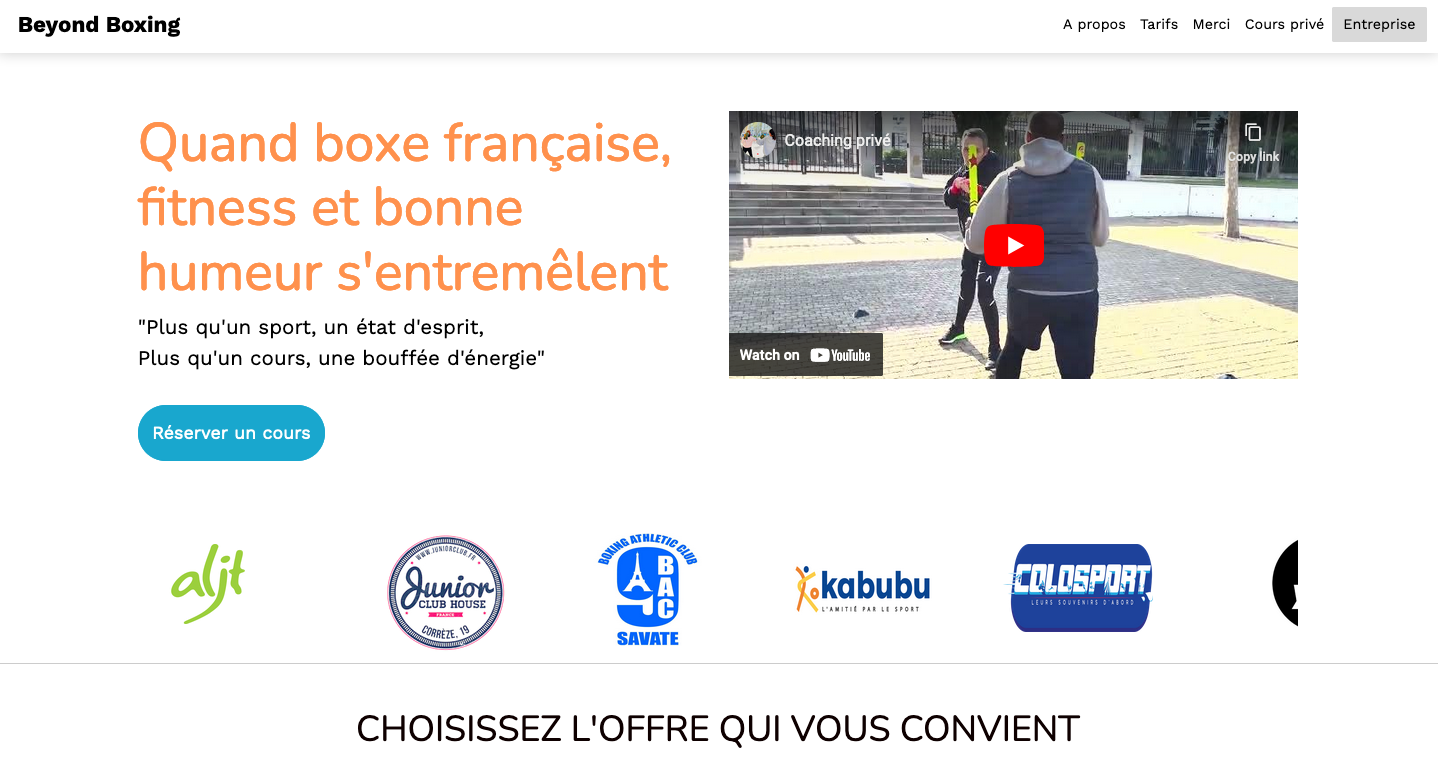 Beyond Boxing
A propos Tarifs Merci Cours privé Entreprise
Quand boxe française,
fitness et bonne
humeur s'entremêlent
"Plus qu'un sport, un état d'esprit,
Plus qu'un cours, une bouffée d'énergie"
Réserver un cours
Coaching privé
Copy link
Watch on YouTube
aljt
WWW.JUNIORCLUB.FR
Junior
CLUB HOUSE
FRANCE
CORRÈZE. 19
BOXING ATHLETIC CLUB
BAC
9
SAVATE
kabubu
L'AMITIÉ PAR LE SPORT
COLOSPORT
LEURS SOUVENIRS D'ABORD
CHOISISSEZ L'OFFRE QUI VOUS CONVIENT